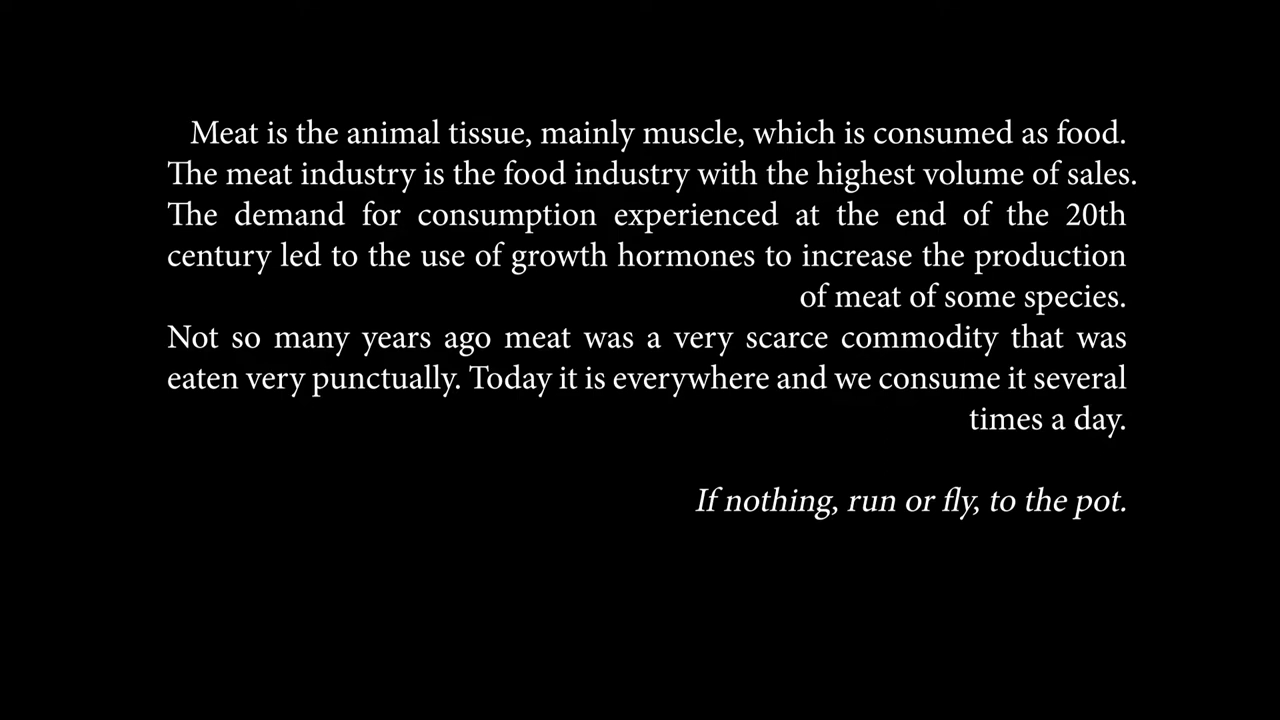 Meat is the animal tissue, mainly muscle, which is consumed as food.
The meat industry is the food industry with the highest volume of sales.
The demand for consumption experienced at the end of the 20th
century led to the use of growth hormones to increase the production
of meat of some species.
Not so many years ago meat was a very scarce commodity that was
eaten very punctually. Today it is everywhere and we consume it several
times a day.
If nothing, run or fly, to the pot.